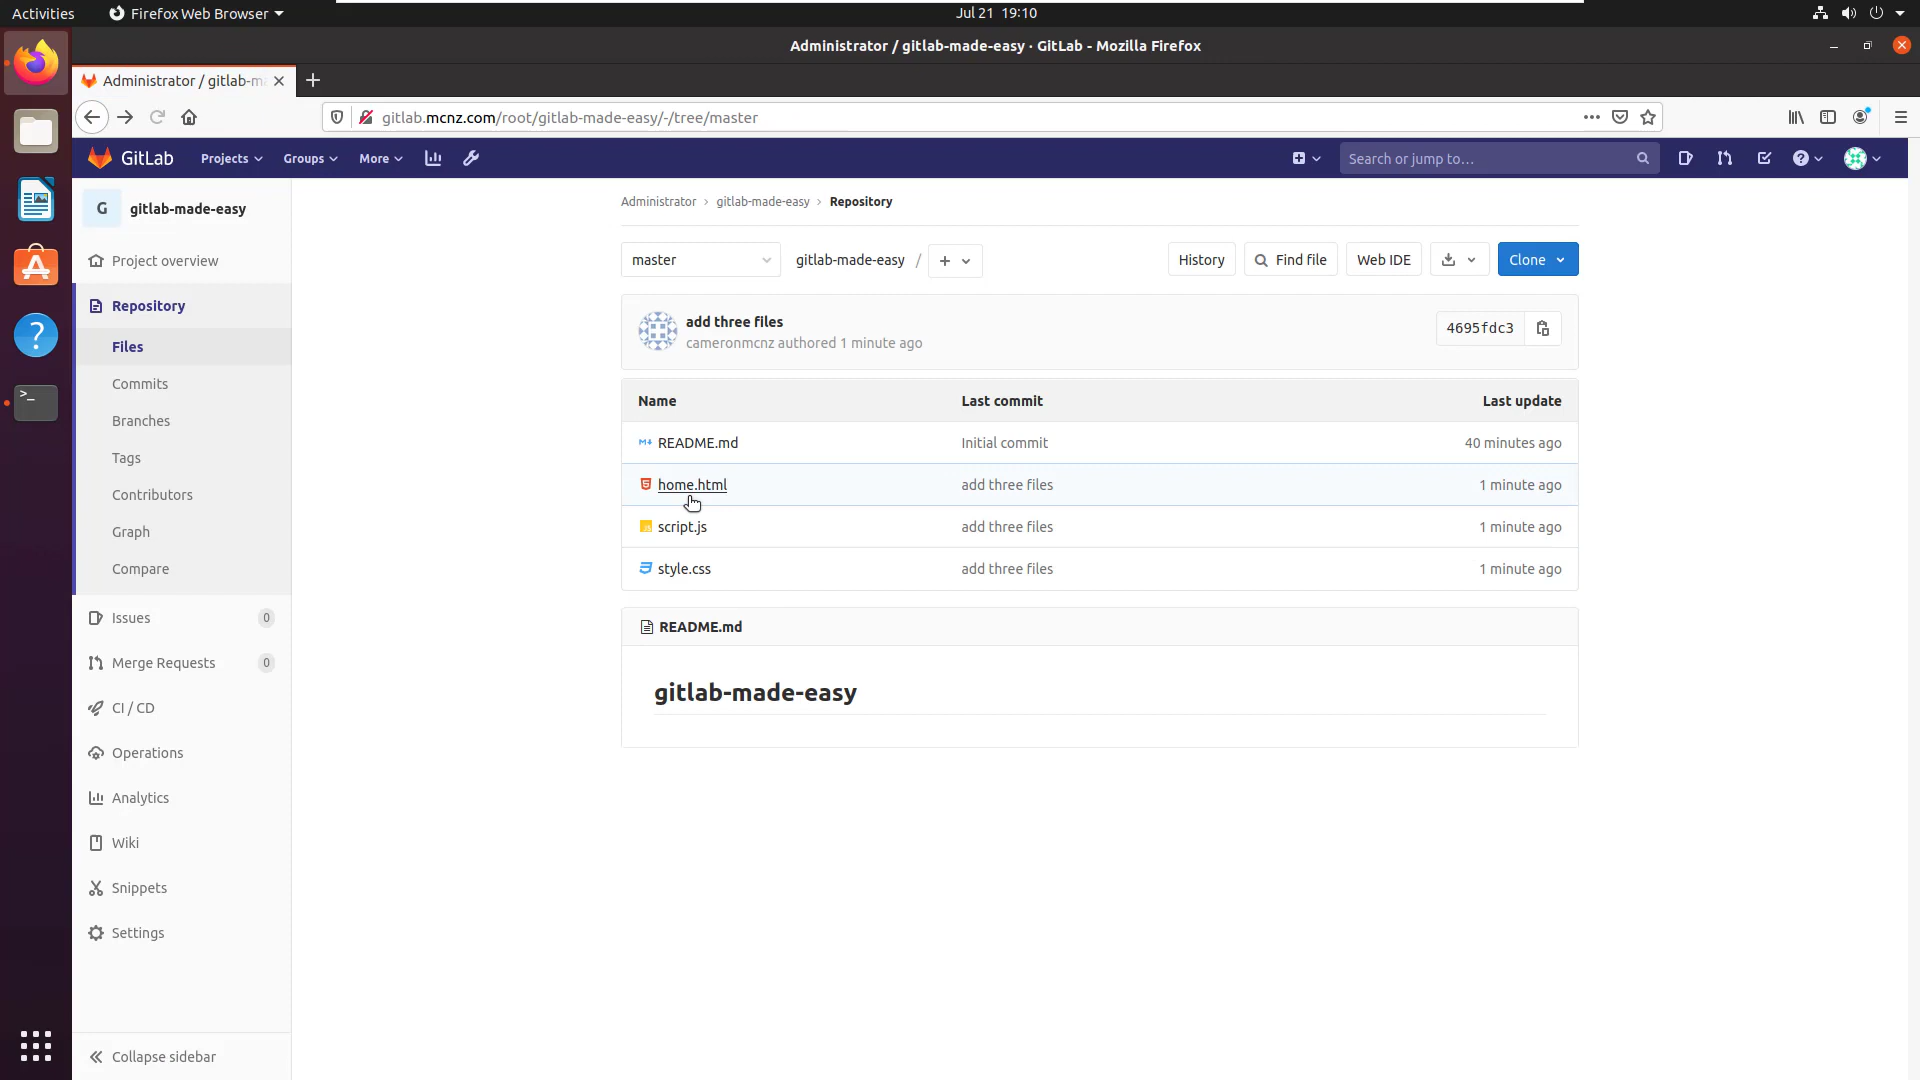 Activities Firefox Web Browser Jul 21 19:10
Administrator / gitlab-made-easy · GitLab - Mozilla Firefox
Administrator / gitlab-m
gitlab.mcnz.com/root/gitlab-made-easy/-/tree/master
GitLab Projects Groups More Search or jump to…
G gitlab-made-easy
Administrator › gitlab-made-easy › Repository
Project overview
master gitlab-made-easy / + History Find file Web IDE Clone
Repository
Files
Commits
Branches
Tags
Contributors
Graph
Compare
Issues 0
Merge Requests 0
CI / CD
Operations
Analytics
Wiki
Snippets
Settings
Collapse sidebar
add three files
cameronmcnz authored 1 minute ago
4695fdc3
Name Last commit Last update
README.md Initial commit 40 minutes ago
home.html add three files 1 minute ago
script.js add three files 1 minute ago
style.css add three files 1 minute ago
README.md
gitlab-made-easy